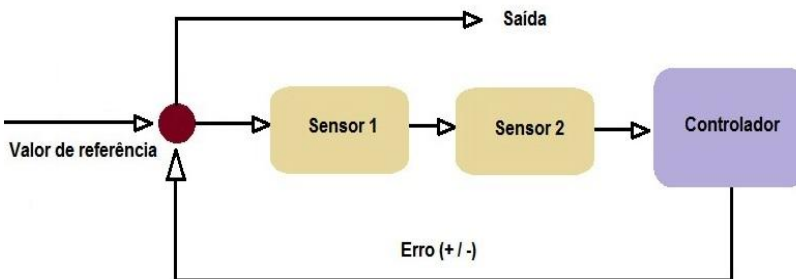 Saída
Sensor 1
Sensor 2
Controlador
Valor de referência
Erro (+ / -)